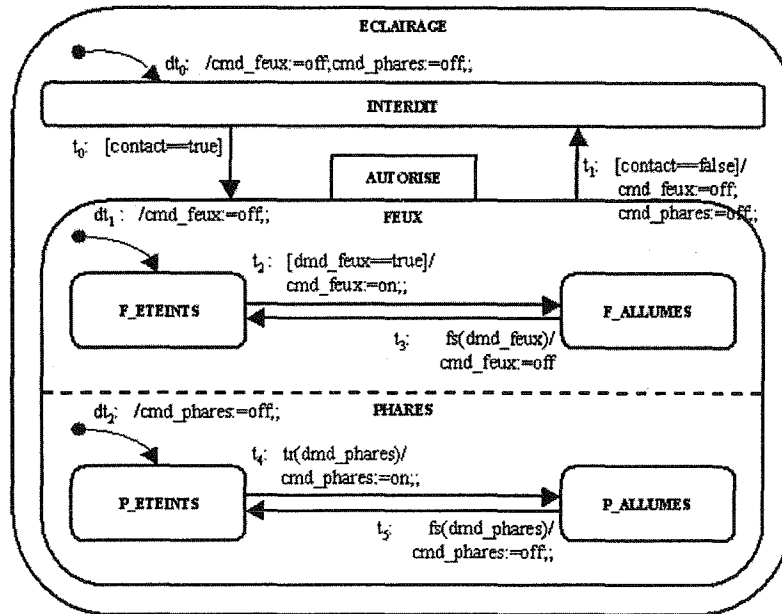 ECLAIRAGE
dt0: /cmd_feux:=off;cmd_phares:=off;;
INTERDIT
t0: [contact==true]
t1: [contact==false]/
cmd_feux:=off;
cmd_phares:=off;;
AUTORISE
dt1: /cmd_feux:=off;;
FEUX
t2: [dmd_feux==true]/
cmd_feux:=on;;
F_ETEINTS
F_ALLUMES
t3: fs(dmd_feux)/
cmd_feux:=off
dt2: /cmd_phares:=off;;
PHARES
t4: tr(dmd_phares)/
cmd_phares:=on;;
P_ETEINTS
P_ALLUMES
t5: fs(dmd_phares)/
cmd_phares:=off;;